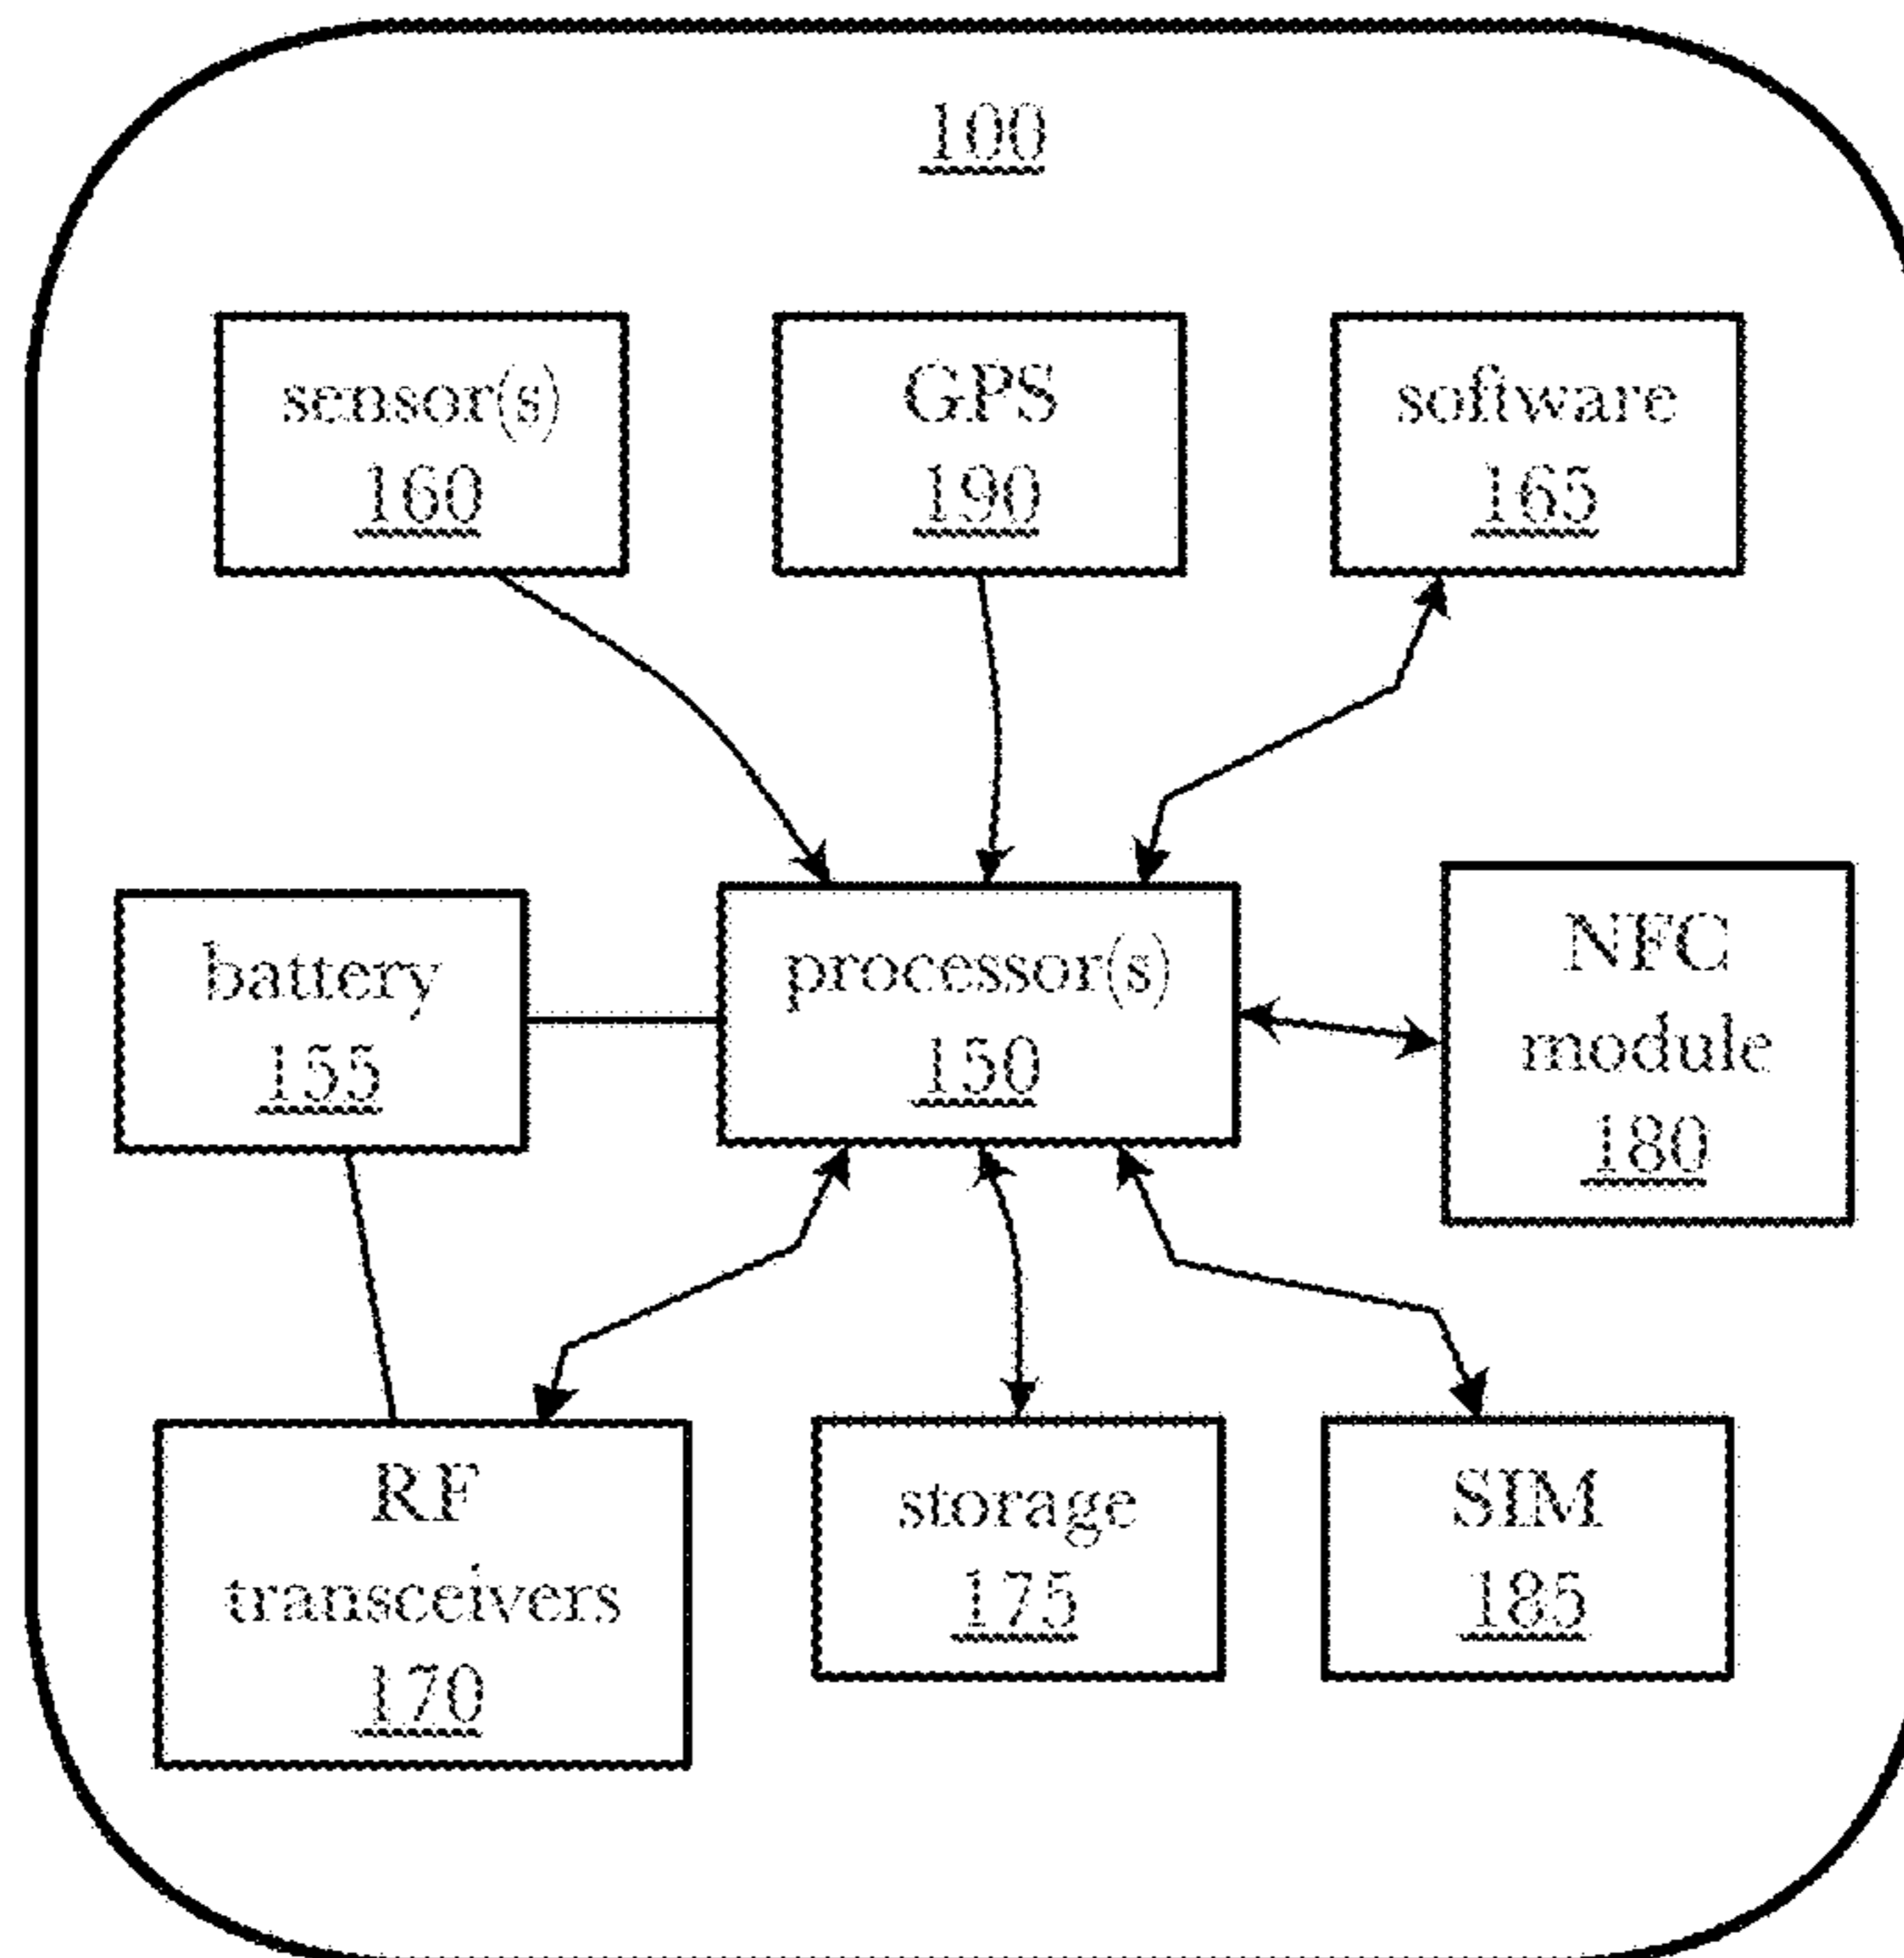 100
sensor(s)
160
GPS
190
software
165
battery
155
processor(s)
150
NFC
module
180
RF
transceivers
170
storage
175
SIM
185